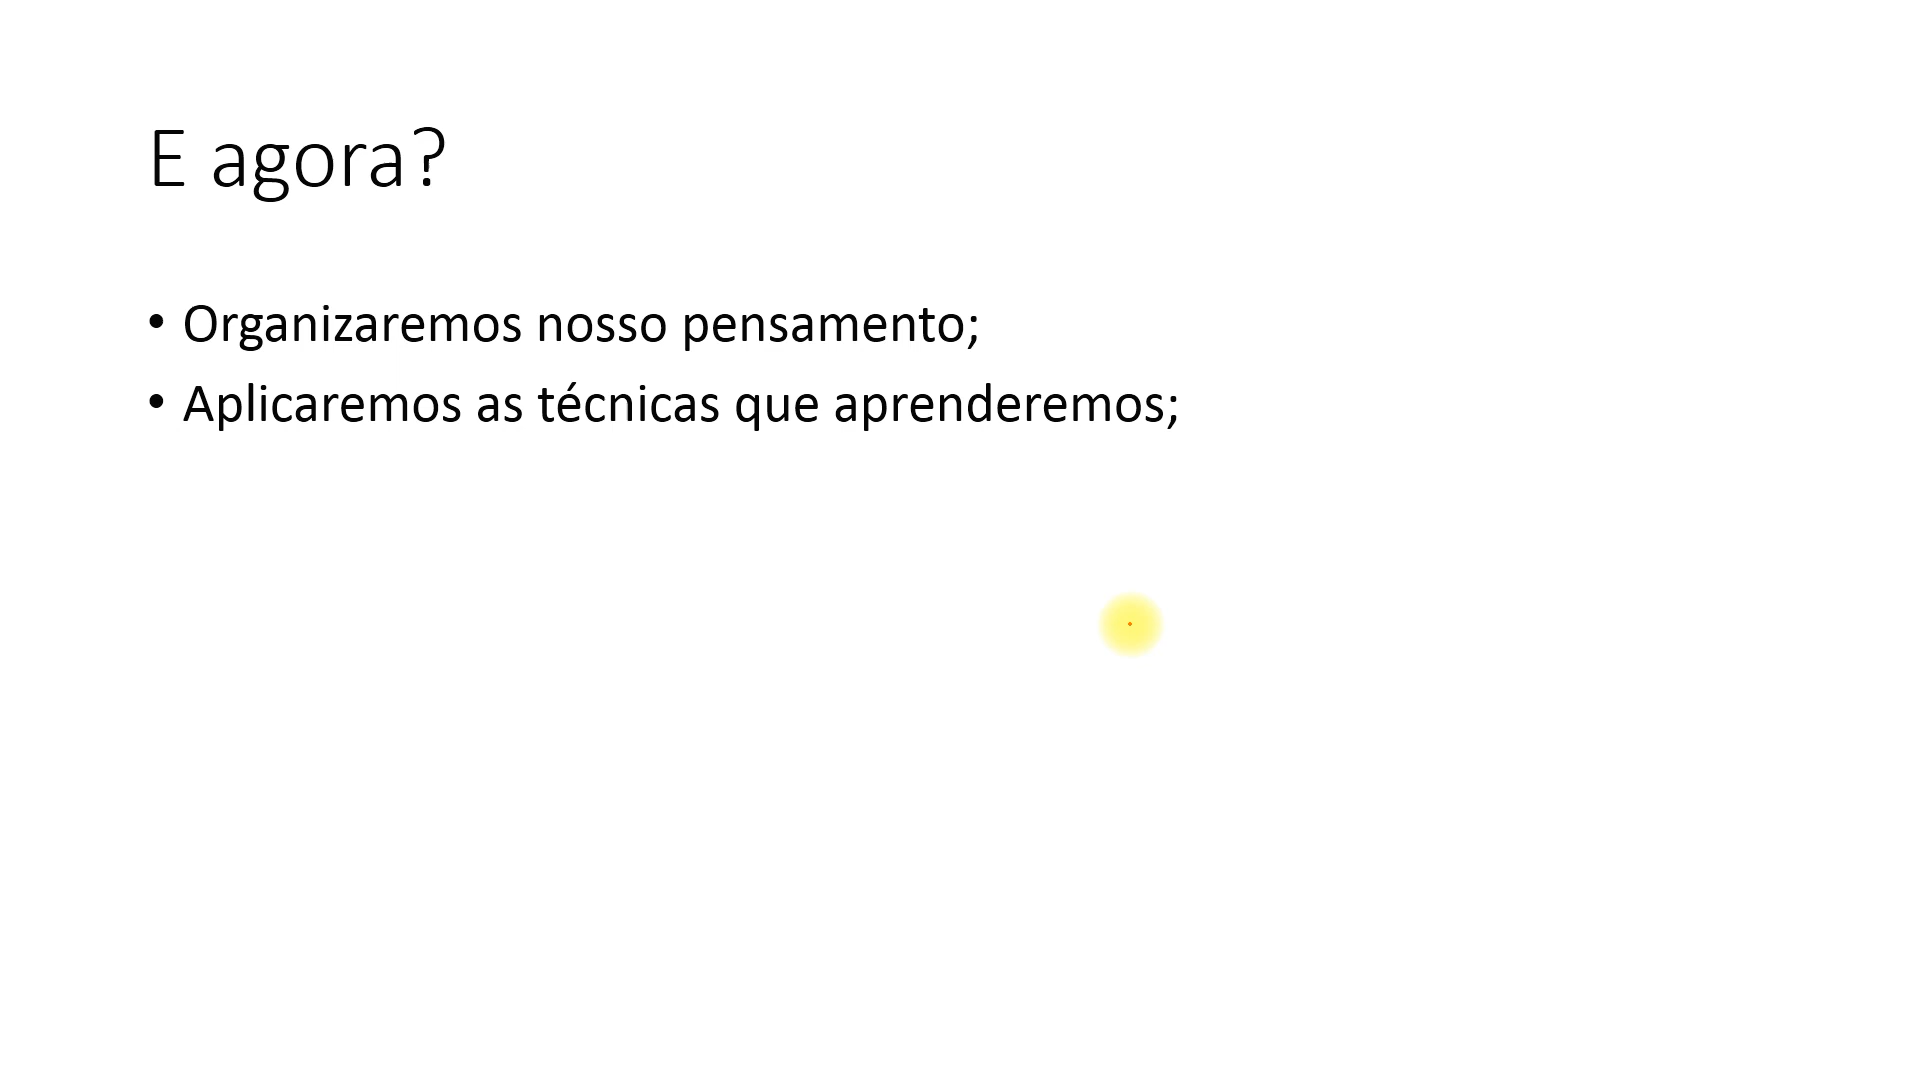 E agora?
• Organizaremos nosso pensamento;
• Aplicaremos as técnicas que aprenderemos;